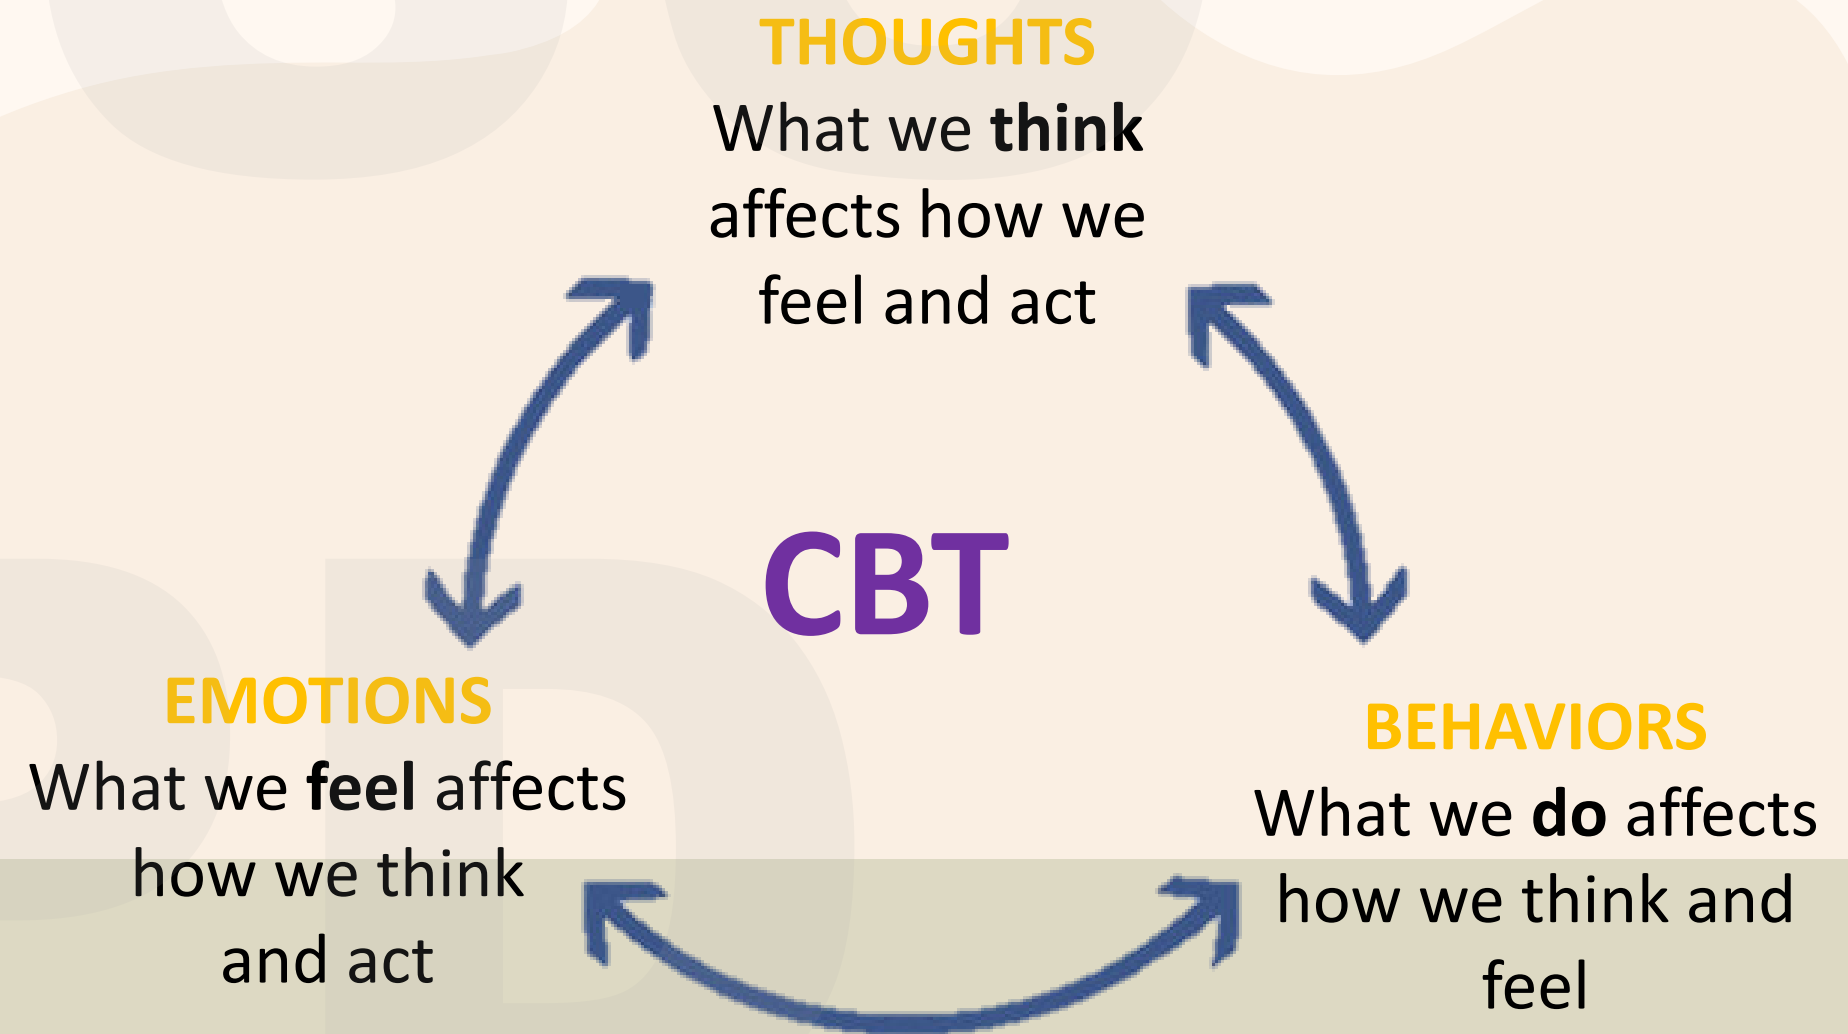 THOUGHTS
What we think
affects how we
feel and act
CBT
EMOTIONS
What we feel affects
how we think
and act
BEHAVIORS
What we do affects
how we think and
feel